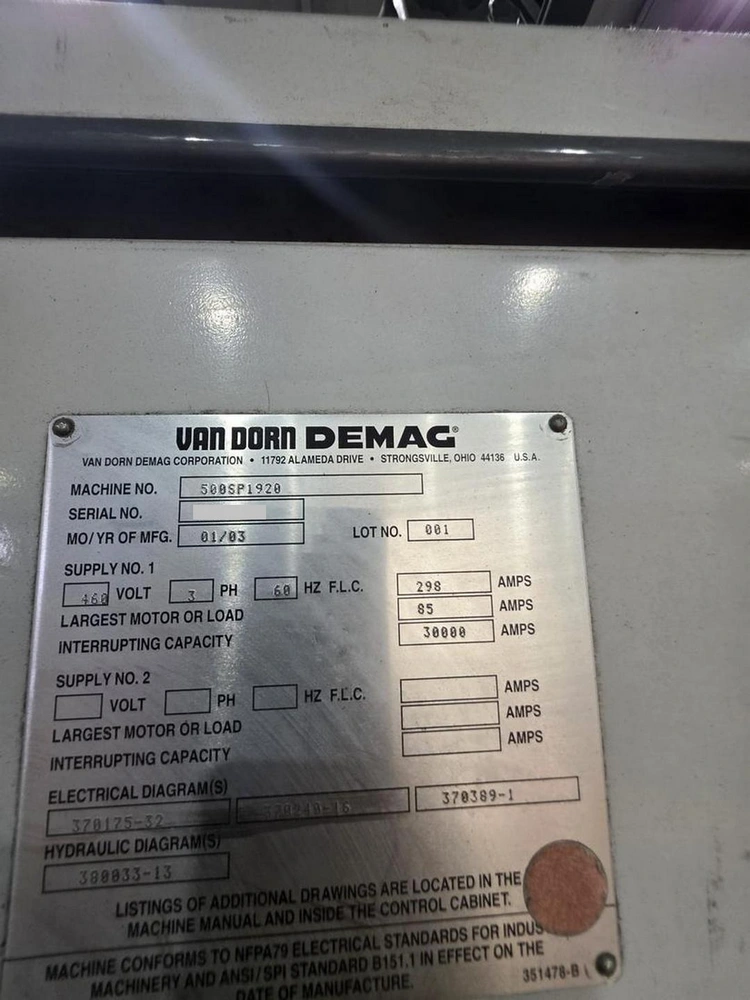 VAN DORN DEMAG®
VAN DORN DEMAG CORPORATION • 11792 ALAMEDA DRIVE • STRONGSVILLE, OHIO 44136 U.S.A.
MACHINE NO. 500SP1920
SERIAL NO.
MO/YR OF MFG. 01/03 LOT NO. 001
SUPPLY NO. 1
460 VOLT 3 PH 60 HZ F.L.C. 298 AMPS
LARGEST MOTOR OR LOAD 85 AMPS
INTERRUPTING CAPACITY 30000 AMPS
SUPPLY NO. 2
VOLT PH HZ F.L.C. AMPS
LARGEST MOTOR OR LOAD AMPS
INTERRUPTING CAPACITY AMPS
ELECTRICAL DIAGRAM(S)
370175-32 370389-1
HYDRAULIC DIAGRAM(S)
380033-13
LISTINGS OF ADDITIONAL DRAWINGS ARE LOCATED IN THE
MACHINE MANUAL AND INSIDE THE CONTROL CABINET.
MACHINE CONFORMS TO NFPA79 ELECTRICAL STANDARDS FOR INDUS
MACHINERY AND ANSI/SPI STANDARD B151.1 IN EFFECT ON THE
DATE OF MANUFACTURE. 351478-B